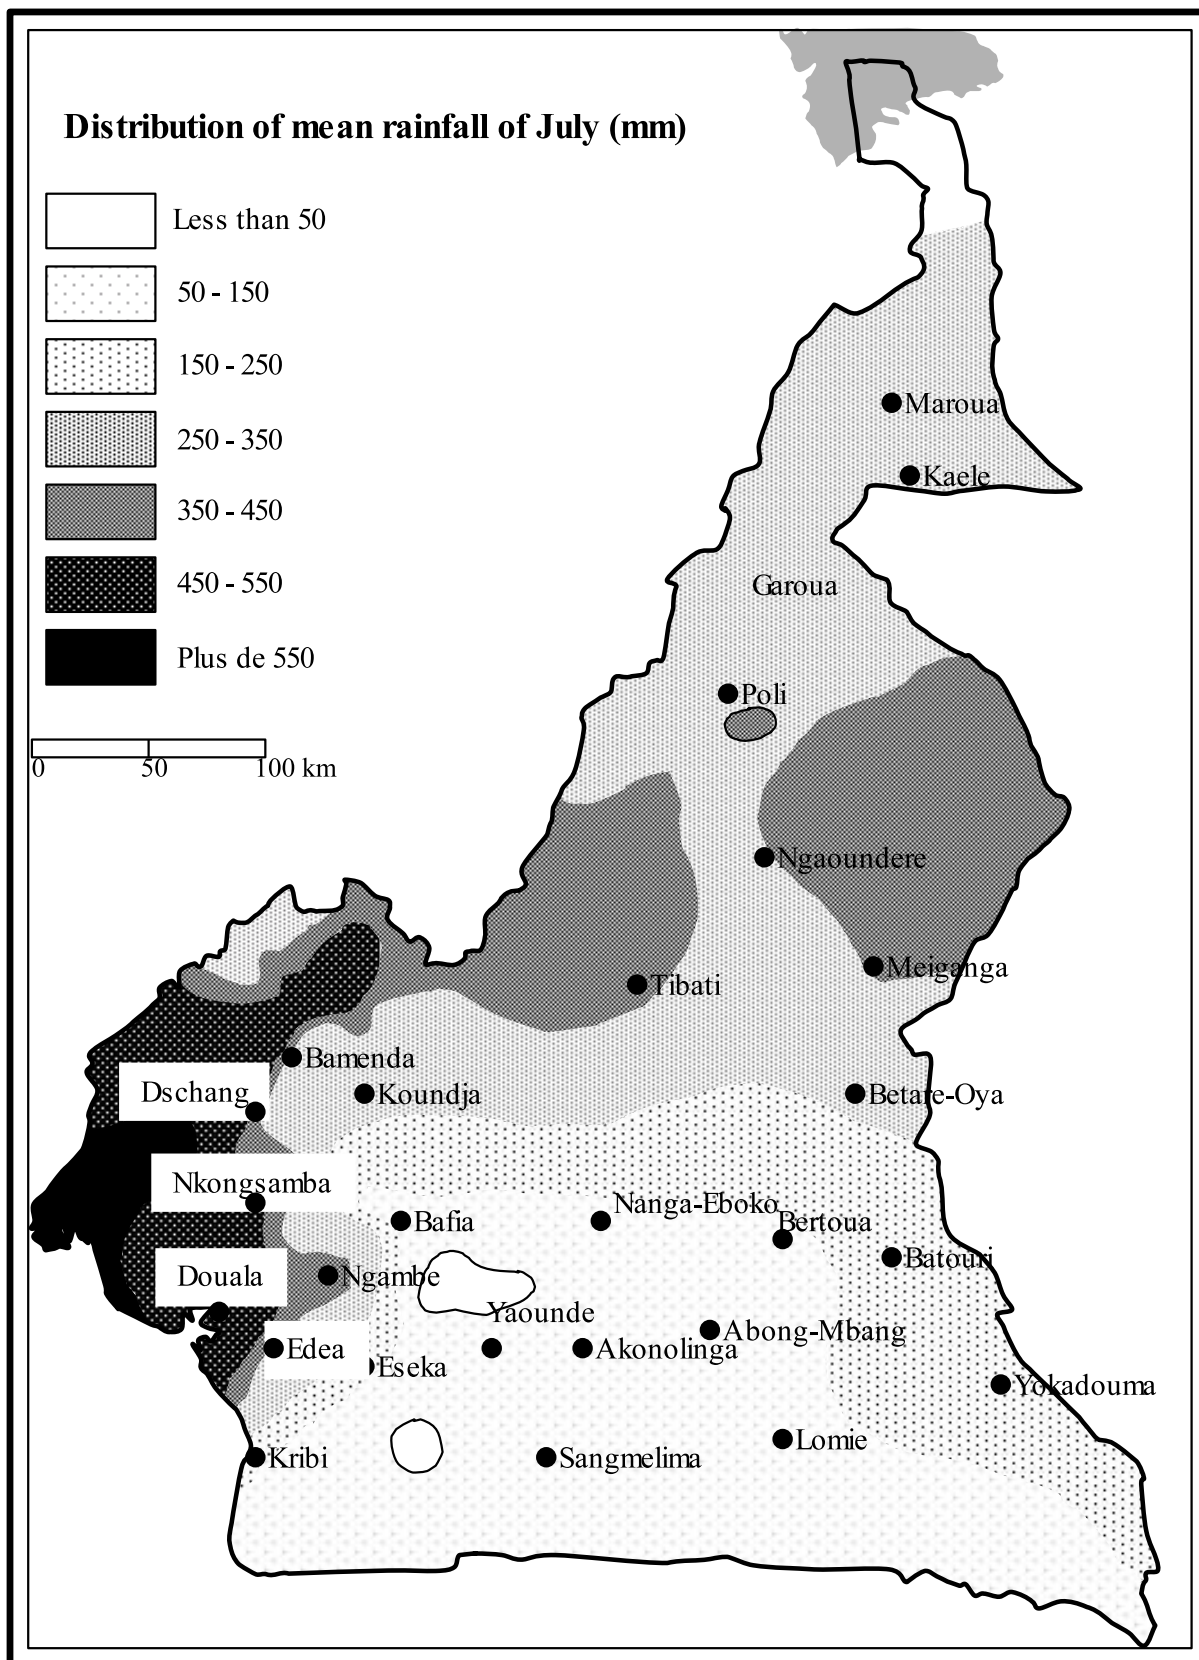 Distribution of mean rainfall of July (mm)
Less than 50
50 - 150
150 - 250
250 - 350
350 - 450
450 - 550
Plus de 550
0 50 100 km
Maroua
Kaele
Garoua
Poli
Ngaoundere
Meiganga
Tibati
Bamenda
Dschang
Koundja
Betare-Oya
Nkongsamba
Bafia
Nanga-Eboko
Bertoua
Batouri
Douala
Ngambe
Yaounde
Edea
Eseka
Akonolinga
Abong-Mbang
Yokadouma
Lomie
Kribi
Sangmelima